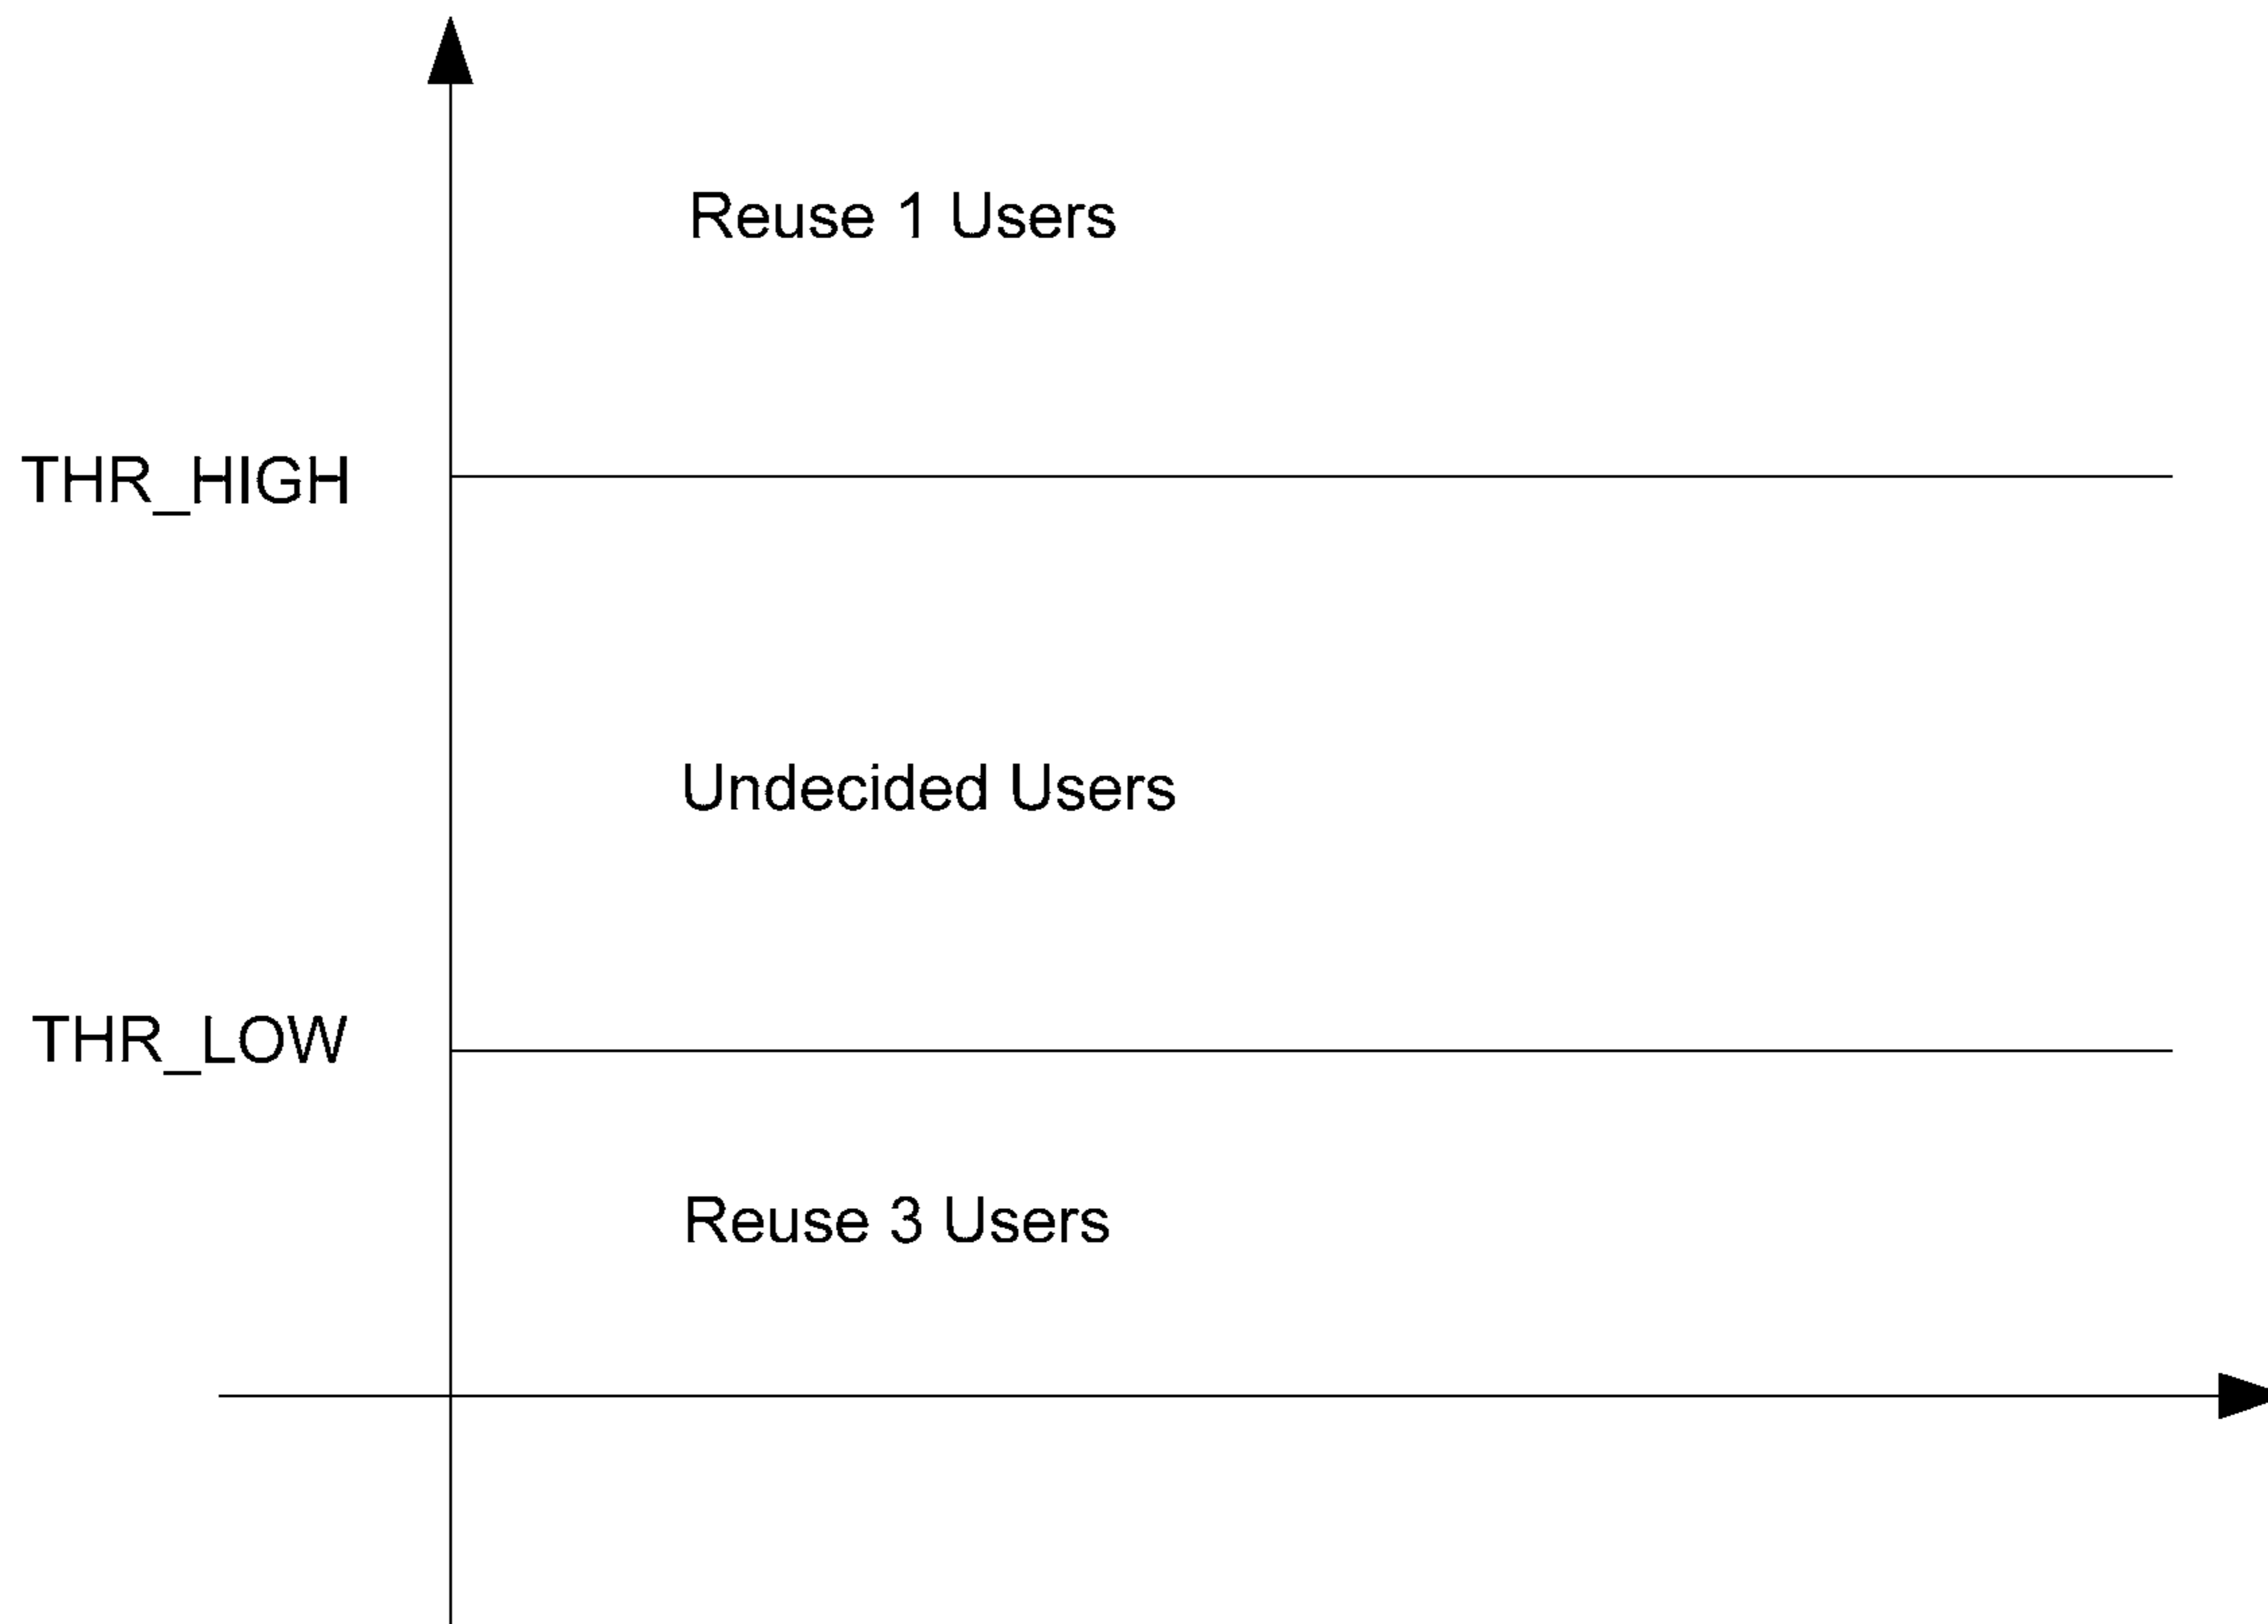 Reuse 1 Users
THR_HIGH
Undecided Users
THR_LOW
Reuse 3 Users